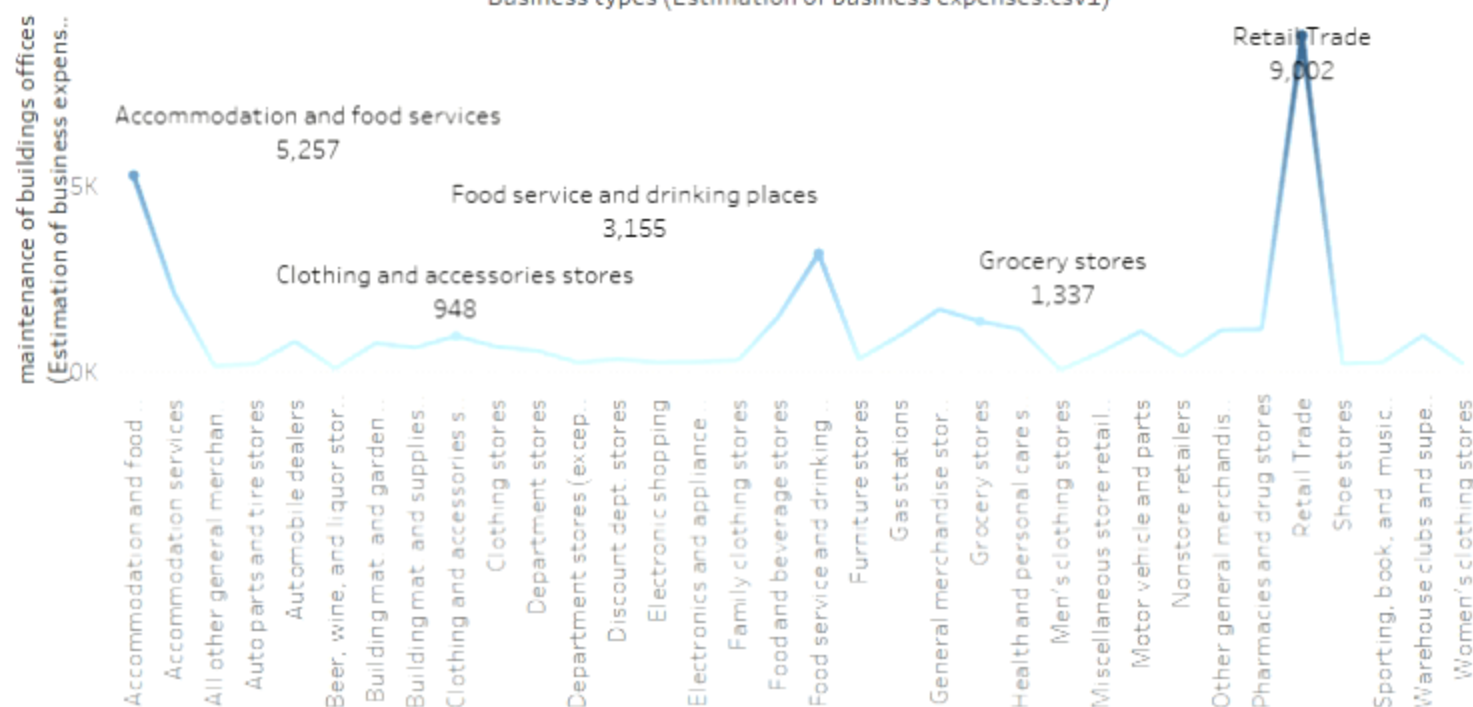 Business types (Estimation of business expenses.csv1)
maintenance of buildings offices
(Estimation of business expens..
Retail Trade
9,002
Accommodation and food services
5,257
5K
Food service and drinking places
3,155
Grocery stores
1,337
Clothing and accessories stores
948
0K
Accommodation and food ..
Accommodation services
All other general merchan..
Auto parts and tire stores
Automobile dealers
Beer, wine, and liquor stor..
Building mat. and garden ..
Building mat. and supplies..
Clothing and accessories s..
Clothing stores
Department stores
Department stores (excep..
Discount dept. stores
Electronic shopping
Electronics and appliance ..
Family clothing stores
Food and beverage stores
Food service and drinking ..
Furniture stores
Gas stations
General merchandise stor..
Grocery stores
Health and personal care s..
Men's clothing stores
Miscellaneous store retail..
Motor vehicle and parts
Nonstore retailers
Other general merchandis..
Pharmacies and drug stores
Retail Trade
Shoe stores
Sporting, book, and music..
Warehouse clubs and supe..
Women's clothing stores